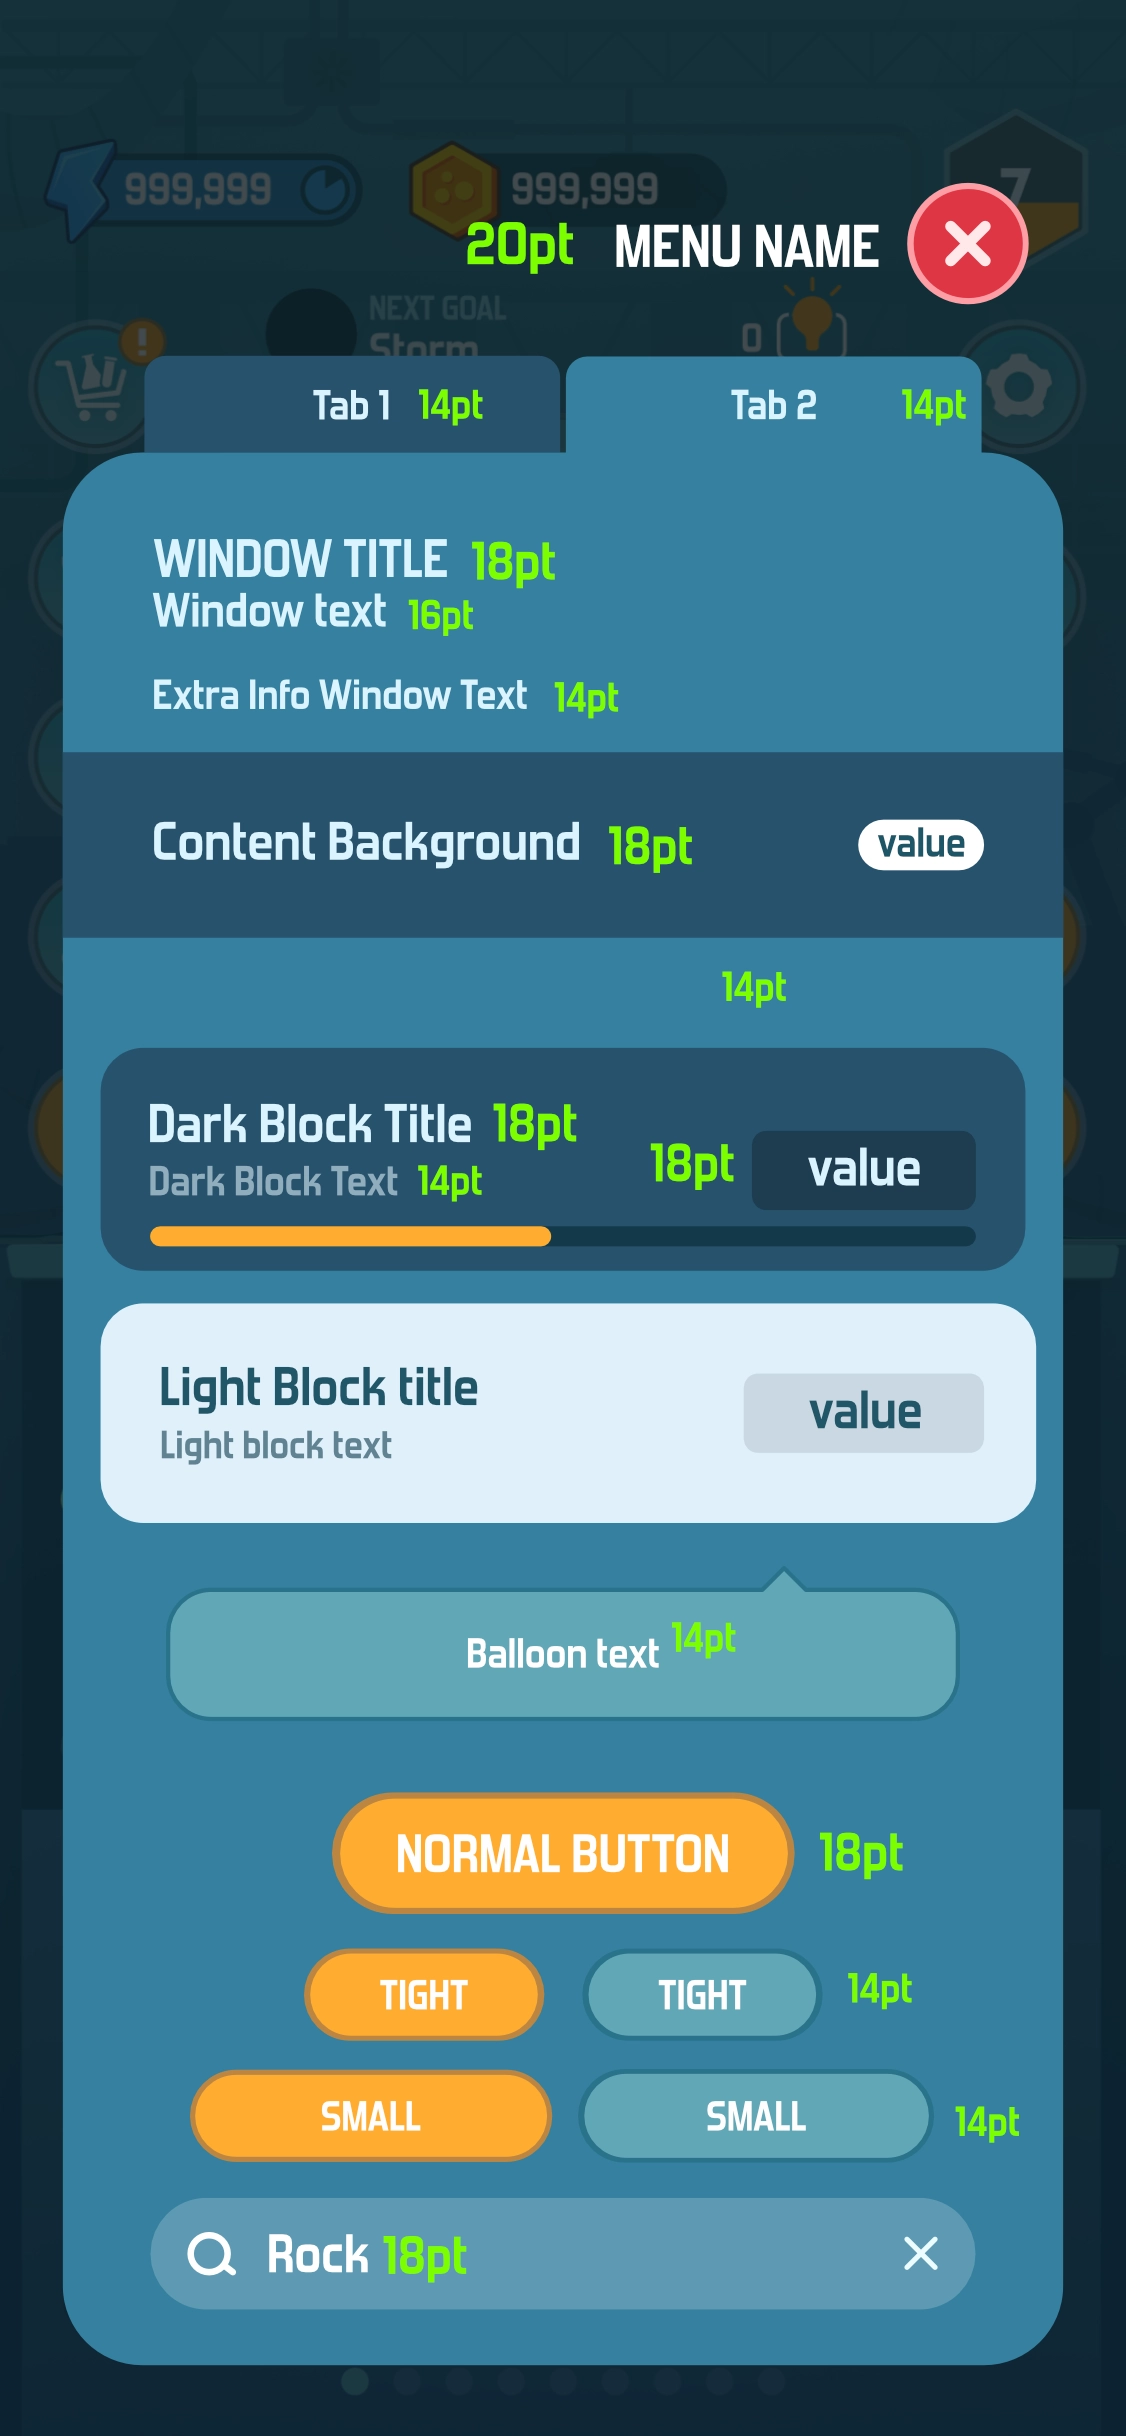 999,999
999,999
7
20pt MENU NAME
NEXT GOAL
Storm
0
!
Tab 1 14pt
Tab 2 14pt
WINDOW TITLE 18pt
Window text 16pt
Extra Info Window Text 14pt
Content Background 18pt value
14pt
Dark Block Title 18pt
Dark Block Text 14pt
18pt value
Light Block title
Light block text
value
Balloon text 14pt
NORMAL BUTTON 18pt
TIGHT TIGHT 14pt
SMALL SMALL 14pt
Rock 18pt